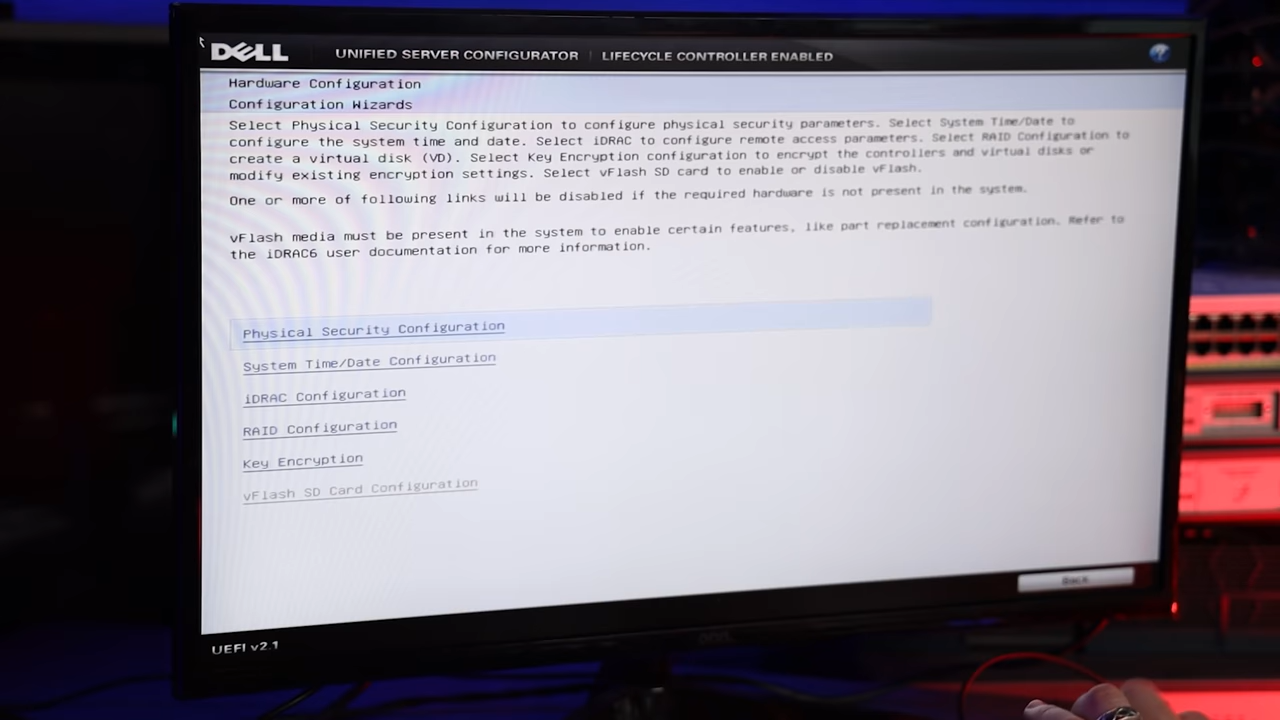 DELL UNIFIED SERVER CONFIGURATOR | LIFECYCLE CONTROLLER ENABLED
Hardware Configuration
Configuration Wizards
Select Physical Security Configuration to configure physical security parameters. Select System Time/Date to
configure the system time and date. Select iDRAC to configure remote access parameters. Select RAID Configuration to
create a virtual disk (VD). Select Key Encryption configuration to encrypt the controllers and virtual disks or
modify existing encryption settings. Select vFlash SD card to enable or disable vFlash.
One or more of following links will be disabled if the required hardware is not present in the system.
vFlash media must be present in the system to enable certain features, like part replacement configuration. Refer to
the iDRAC6 user documentation for more information.
Physical Security Configuration
System Time/Date Configuration
iDRAC Configuration
RAID Configuration
Key Encryption
vFlash SD Card Configuration
Back
UEFI v2.1